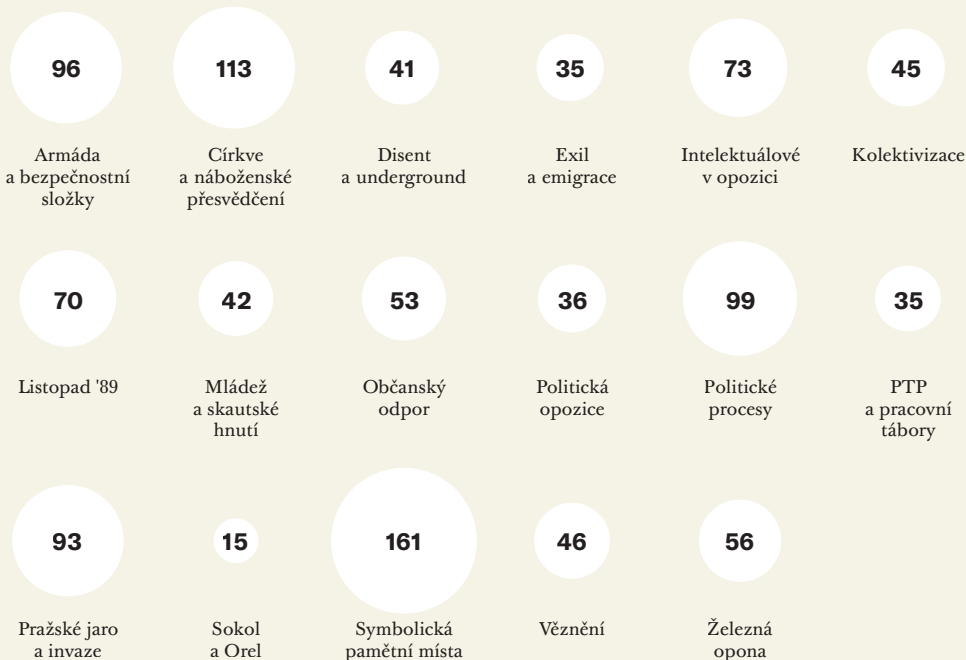 96
Armáda
a bezpečnostní
složky
113
Církve
a náboženské
přesvědčení
41
Disent
a underground
35
Exil
a emigrace
73
Intelektuálové
v opozici
45
Kolektivizace
70
Listopad '89
42
Mládež
a skautské
hnutí
53
Občanský
odpor
36
Politická
opozice
99
Politické
procesy
35
PTP
a pracovní
tábory
93
Pražské jaro
a invaze
15
Sokol
a Orel
161
Symbolická
pamětní místa
46
Věznění
56
Železná
opona